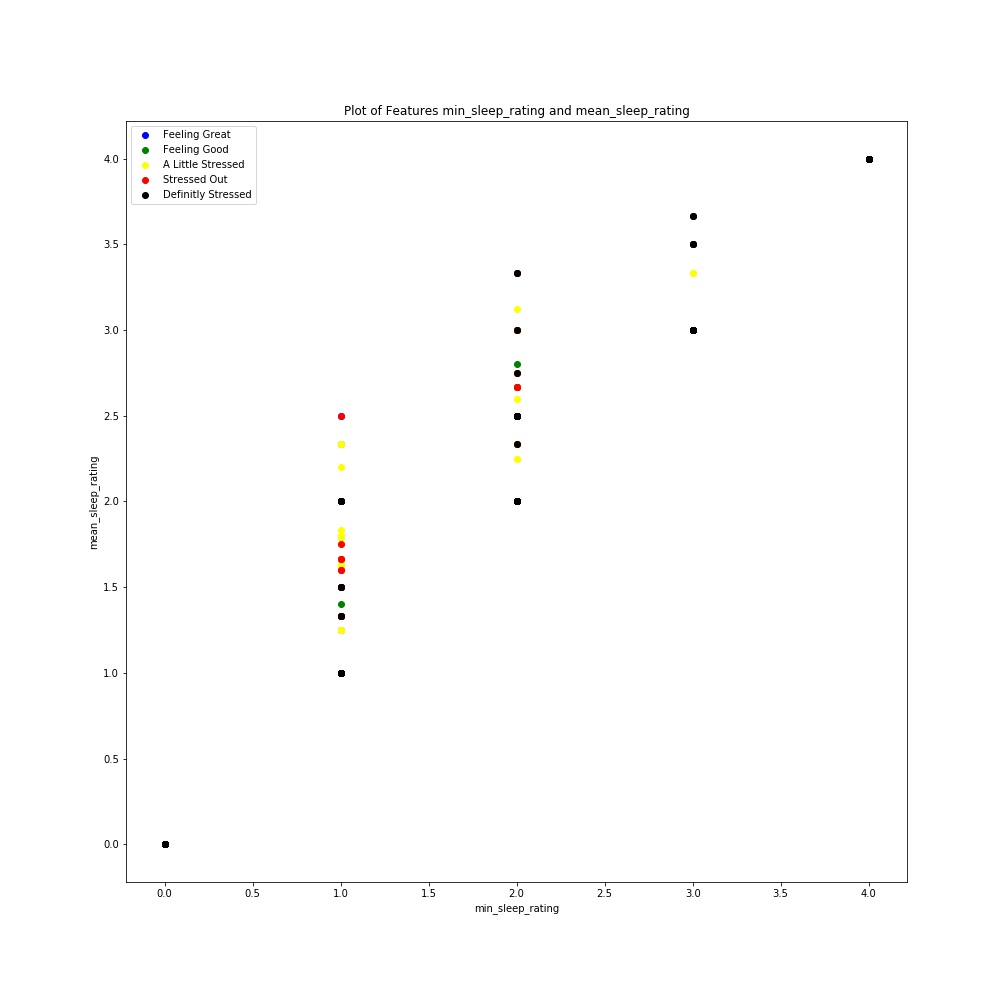 Plot of Features min_sleep_rating and mean_sleep_rating
Feeling Great
Feeling Good
A Little Stressed
Stressed Out
Definitly Stressed
4.0
3.5
3.0
2.5
2.0
1.5
1.0
0.5
0.0
mean_sleep_rating
0.0 0.5 1.0 1.5 2.0 2.5 3.0 3.5 4.0
min_sleep_rating